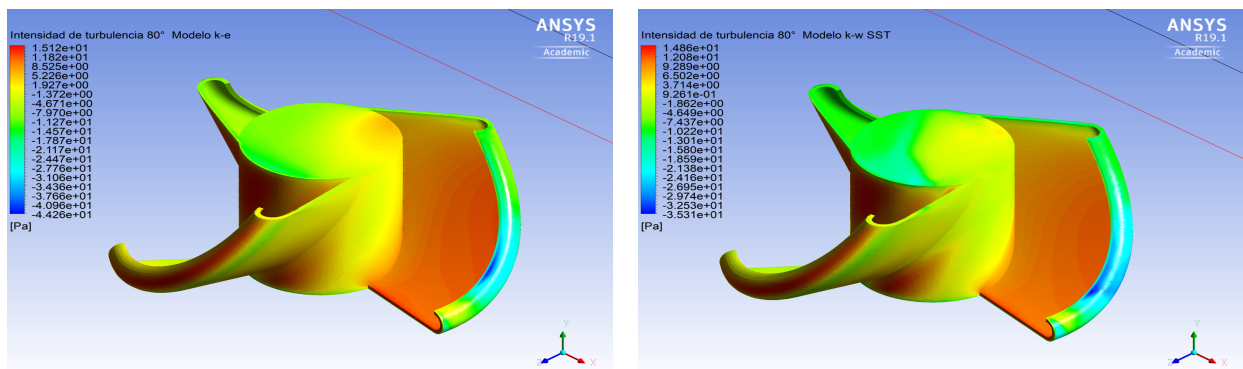 Intensidad de turbulencia 80° Modelo k-e
1.512e+01
1.182e+01
8.525e+00
5.226e+00
1.927e+00
-1.372e+00
-4.671e+00
-7.970e+00
-1.127e+01
-1.457e+01
-1.787e+01
-2.117e+01
-2.447e+01
-2.776e+01
-3.106e+01
-3.436e+01
-3.766e+01
-4.096e+01
-4.426e+01
[Pa]
ANSYS
R19.1
Academic
Y
Z
X
Intensidad de turbulencia 80° Modelo k-w SST
1.486e+01
1.208e+01
9.289e+00
6.502e+00
3.714e+00
9.261e-01
-1.862e+00
-4.649e+00
-7.437e+00
-1.022e+01
-1.301e+01
-1.580e+01
-1.859e+01
-2.138e+01
-2.416e+01
-2.695e+01
-2.974e+01
-3.253e+01
-3.531e+01
[Pa]
ANSYS
R19.1
Academic
Y
Z
X